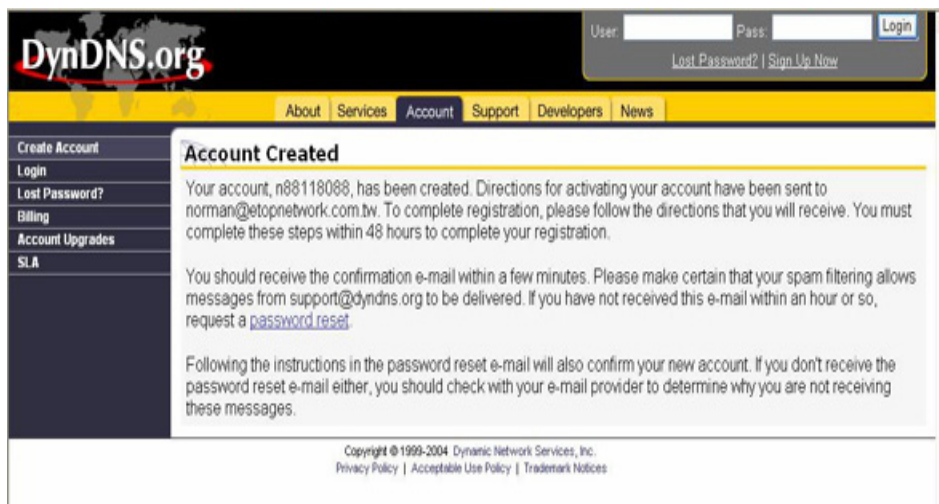 DynDNS.org
User: Pass: Login
Lost Password? | Sign Up Now
About Services Account Support Developers News
Create Account
Login
Lost Password?
Billing
Account Upgrades
SLA
Account Created
Your account, n88118088, has been created. Directions for activating your account have been sent to
norman@etopnetwork.com.tw. To complete registration, please follow the directions that you will receive. You must
complete these steps within 48 hours to complete your registration.
You should receive the confirmation e-mail within a few minutes. Please make certain that your spam filtering allows
messages from support@dyndns.org to be delivered. If you have not received this e-mail within an hour or so,
request a password reset.
Following the instructions in the password reset e-mail will also confirm your new account. If you don't receive the
password reset e-mail either, you should check with your e-mail provider to determine why you are not receiving
these messages.
Copyright © 1999-2004 Dynamic Network Services, Inc.
Privacy Policy | Acceptable Use Policy | Trademark Notices